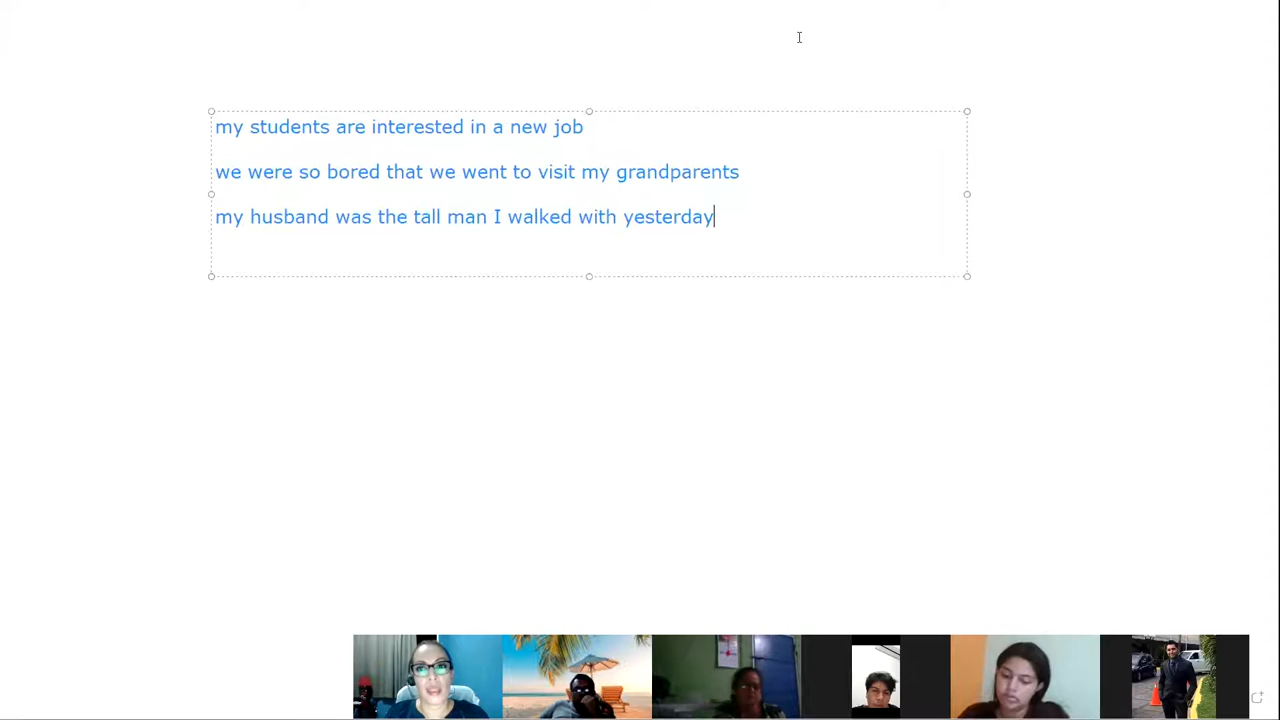 my students are interested in a new job
we were so bored that we went to visit my grandparents
my husband was the tall man I walked with yesterday